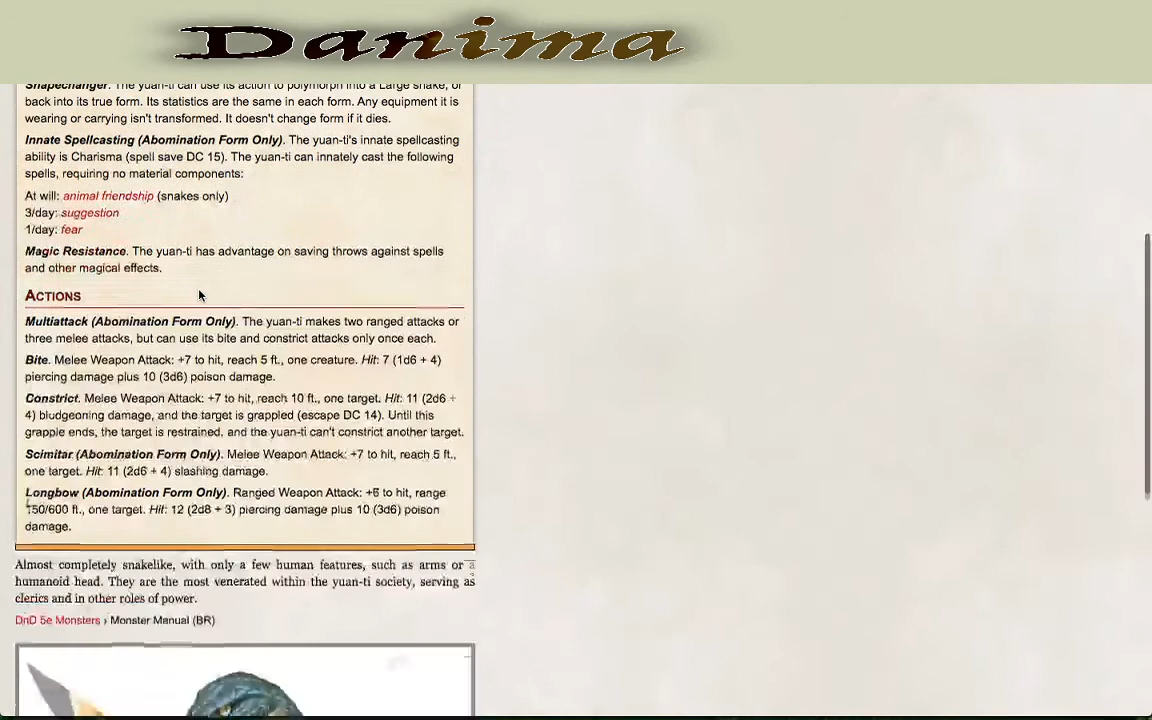 Danima
Shapechanger. The yuan-ti can use its action to polymorph into a Large snake, or
back into its true form. Its statistics are the same in each form. Any equipment it is
wearing or carrying isn't transformed. It doesn't change form if it dies.
Innate Spellcasting (Abomination Form Only). The yuan-ti's innate spellcasting
ability is Charisma (spell save DC 15). The yuan-ti can innately cast the following
spells, requiring no material components:
At will: animal friendship (snakes only)
3/day: suggestion
1/day: fear
Magic Resistance. The yuan-ti has advantage on saving throws against spells
and other magical effects.
ACTIONS
Multiattack (Abomination Form Only). The yuan-ti makes two ranged attacks or
three melee attacks, but can use its bite and constrict attacks only once each.
Bite. Melee Weapon Attack: +7 to hit, reach 5 ft., one creature. Hit: 7 (1d6 + 4)
piercing damage plus 10 (3d6) poison damage.
Constrict. Melee Weapon Attack: +7 to hit, reach 10 ft., one target. Hit: 11 (2d6 +
4) bludgeoning damage, and the target is grappled (escape DC 14). Until this
grapple ends, the target is restrained, and the yuan-ti can't constrict another target.
Scimitar (Abomination Form Only). Melee Weapon Attack: +7 to hit, reach 5 ft.,
one target. Hit: 11 (2d6 + 4) slashing damage.
Longbow (Abomination Form Only). Ranged Weapon Attack: +6 to hit, range
150/600 ft., one target. Hit: 12 (2d8 + 3) piercing damage plus 10 (3d6) poison
damage.
Almost completely snakelike, with only a few human features, such as arms or a
humanoid head. They are the most venerated within the yuan-ti society, serving as
clerics and in other roles of power.
DnD 5e Monsters › Monster Manual (BR)